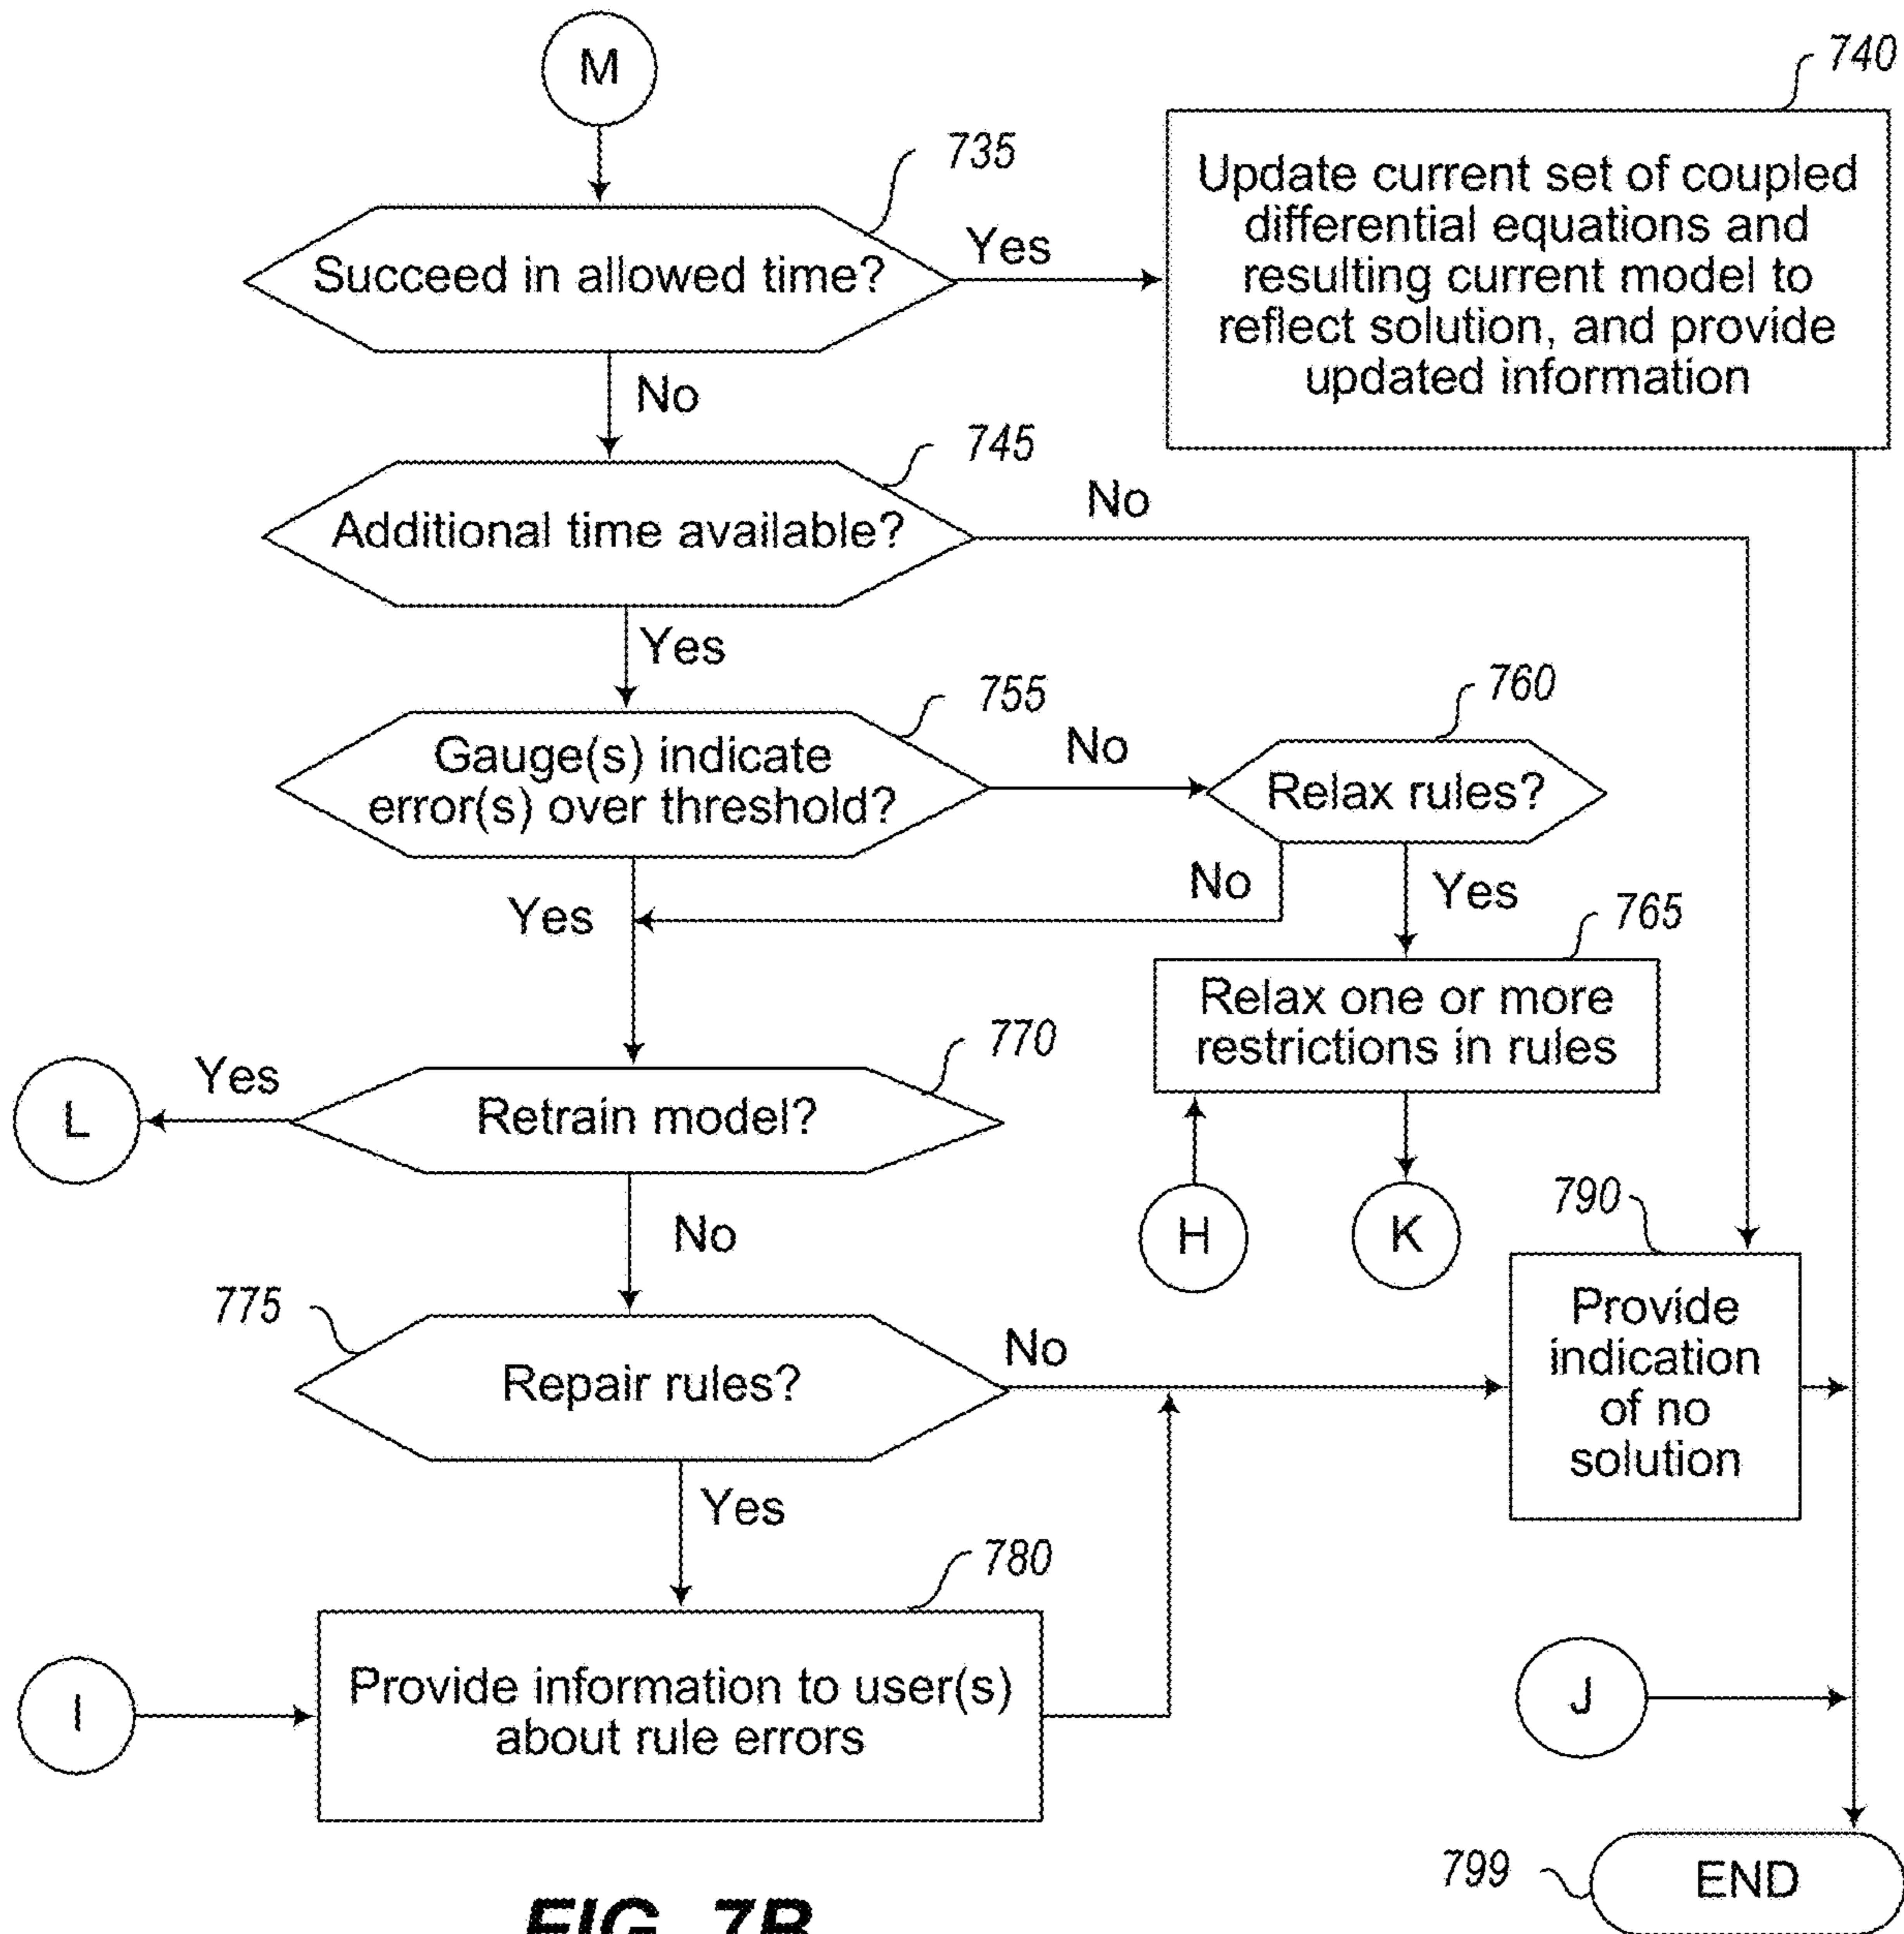 M
740
735
Update current set of coupled
differential equations and
resulting current model to
reflect solution, and provide
updated information
Succeed in allowed time?
Yes
No
745
Additional time available?
No
Yes
755
760
Gauge(s) indicate
error(s) over threshold?
No
Relax rules?
Yes
No
Yes
765
Relax one or more
restrictions in rules
770
L
Yes
Retrain model?
No
H
K
790
775
Repair rules?
No
Provide
indication
of no
solution
Yes
780
I
Provide information to user(s)
about rule errors
J
799
END
FIG. 7B